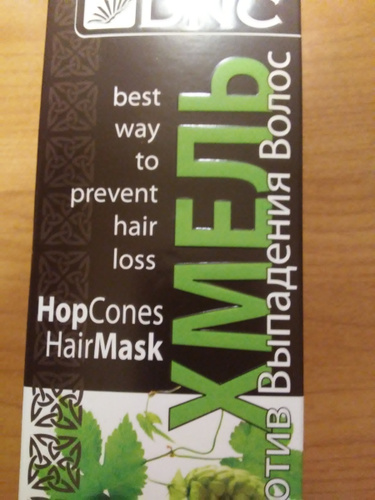 DNC
best
way
to
prevent
hair
loss
HopCones
HairMask
ХМЕЛЬ
Выпадения Волос